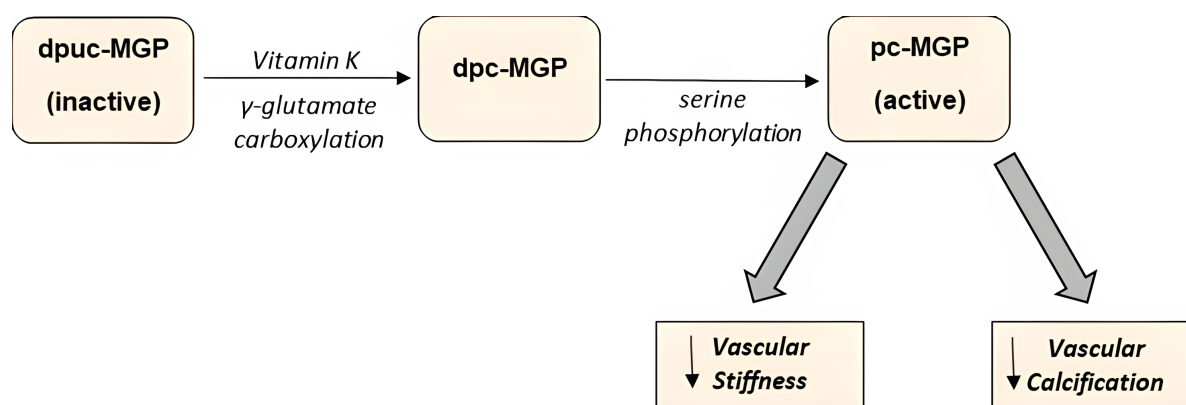 dpuc-MGP
(inactive)
Vitamin K
γ-glutamate
carboxylation
dpc-MGP
serine
phosphorylation
pc-MGP
(active)
Vascular
Stiffness
Vascular
Calcification